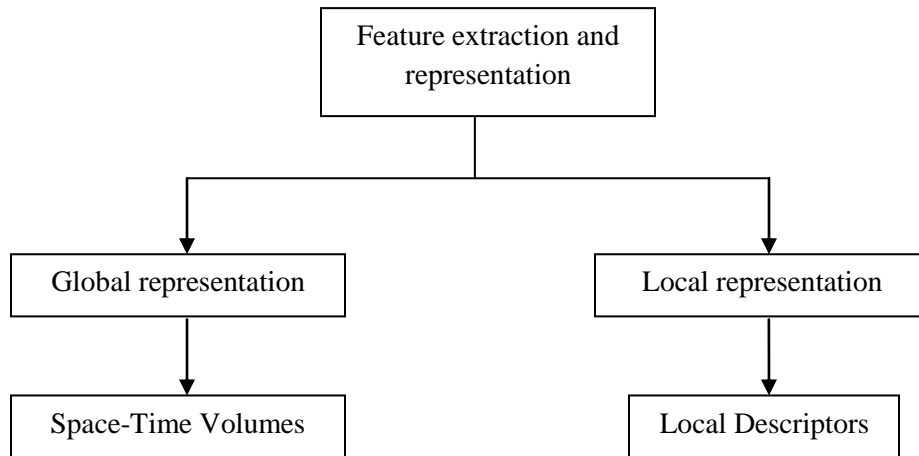 Feature extraction and
representation
Global representation
Local representation
Space-Time Volumes
Local Descriptors